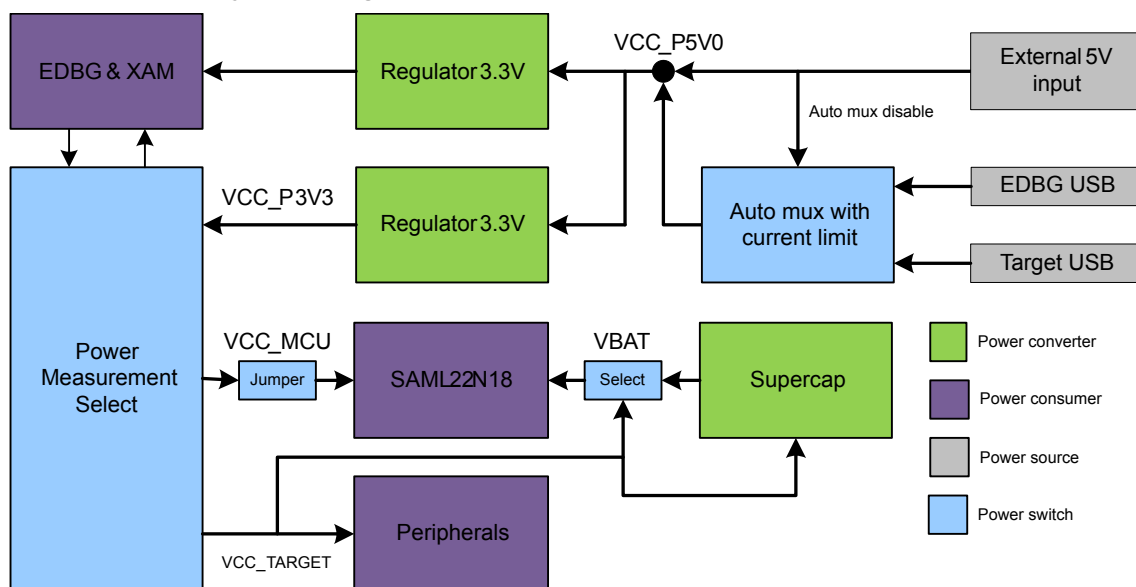 VCC_P5V0
EDBG & XAM
Regulator 3.3V
External 5V
input
Auto mux disable
EDBG USB
VCC_P3V3
Regulator 3.3V
Auto mux with
current limit
Target USB
Power
Measurement
Select
VCC_MCU
Jumper
SAML22N18
VBAT
Select
Supercap
Power converter
Power consumer
Power source
Power switch
Peripherals
VCC_TARGET